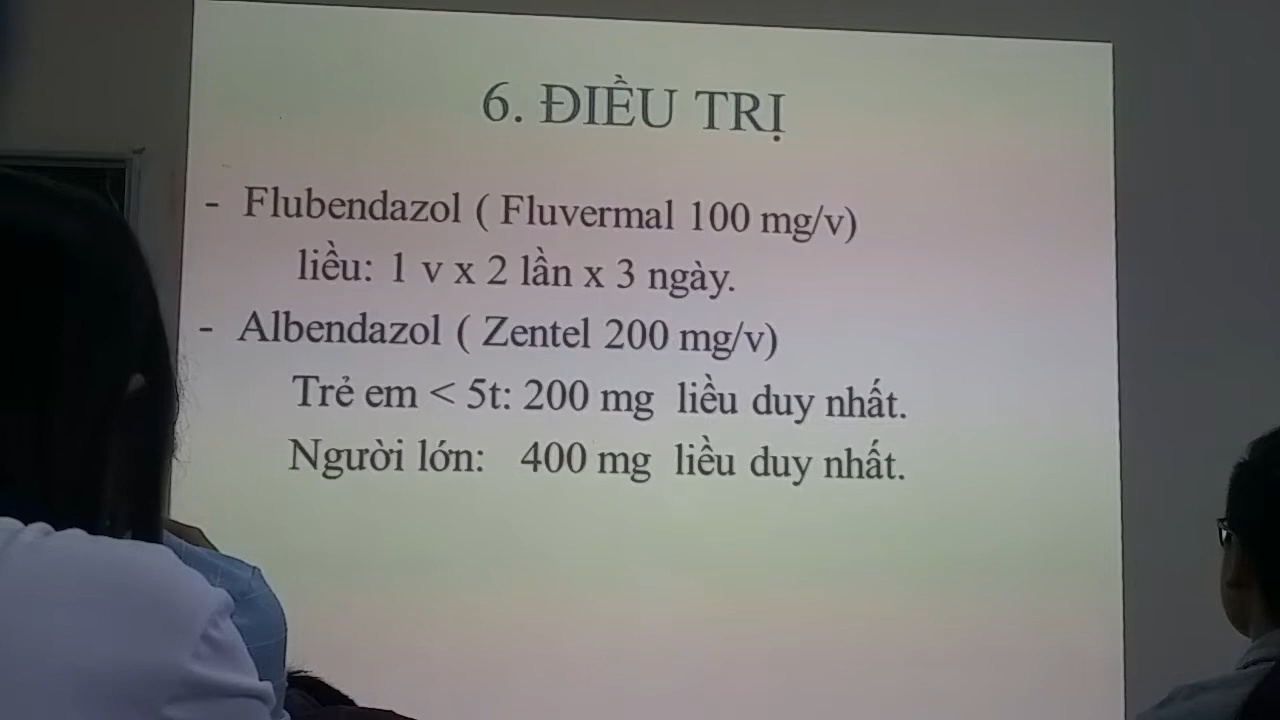 6. ĐIỀU TRỊ
- Flubendazol ( Fluvermal 100 mg/v)
liều: 1 v x 2 lần x 3 ngày.
- Albendazol ( Zentel 200 mg/v)
Trẻ em < 5t: 200 mg liều duy nhất.
Người lớn: 400 mg liều duy nhất.